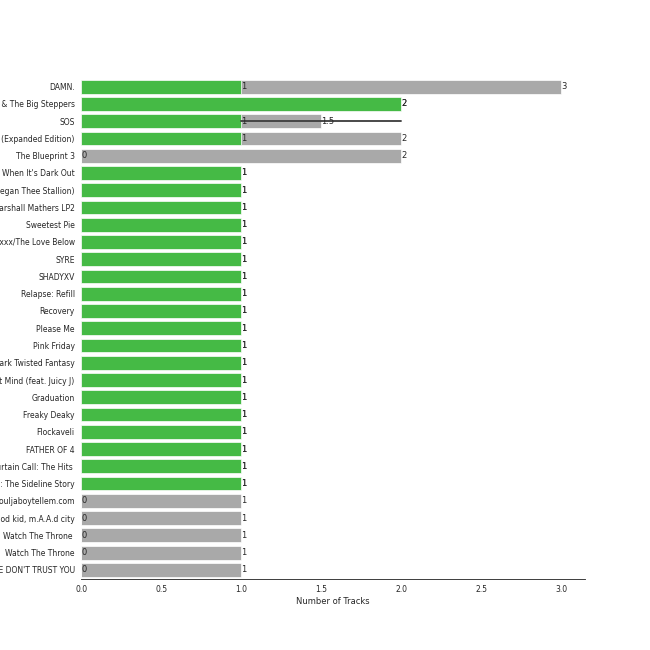 DAMN. 1 3
& The Big Steppers 2
SOS 1 1.5
(Expanded Edition) 1 2
The Blueprint 3 0 2
When It's Dark Out 1
egan Thee Stallion) 1
arshall Mathers LP2 1
Sweetest Pie 1
xxx/The Love Below 1
SYRE 1
SHADYXV 1
Relapse: Refill 1
Recovery 1
Please Me 1
Pink Friday 1
ark Twisted Fantasy 1
t Mind (feat. Juicy J) 1
Graduation 1
Freaky Deaky 1
Flockaveli 1
FATHER OF 4 1
rtain Call: The Hits 1
: The Sideline Story 1
ouljaboytellem.com 0 1
od kid, m.A.A.d city 0 1
Watch The Throne 0 1
Watch The Throne 0 1
E DON'T TRUST YOU 0 1
0.0 0.5 1.0 1.5 2.0 2.5 3.0
Number of Tracks